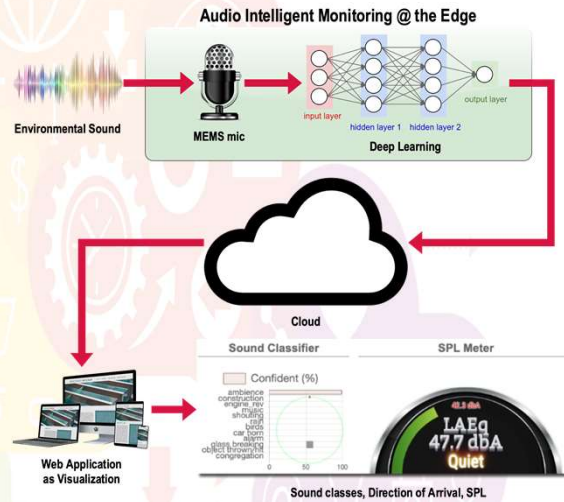 Audio Intelligent Monitoring @ the Edge
Environmental Sound
MEMS mic
input layer
hidden layer 1
hidden layer 2
output layer
Deep Learning
Cloud
Web Application
as Visualization
Sound Classifier
Confident (%)
ambience
construction
engine_rev
music
shouting
rain
birds
car horn
alarm
glass breaking
object thrown/hit
congregation
0
50
100
SPL Meter
42.3 dbA
LAEq
47.7 dbA
Quiet
Sound classes, Direction of Arrival, SPL